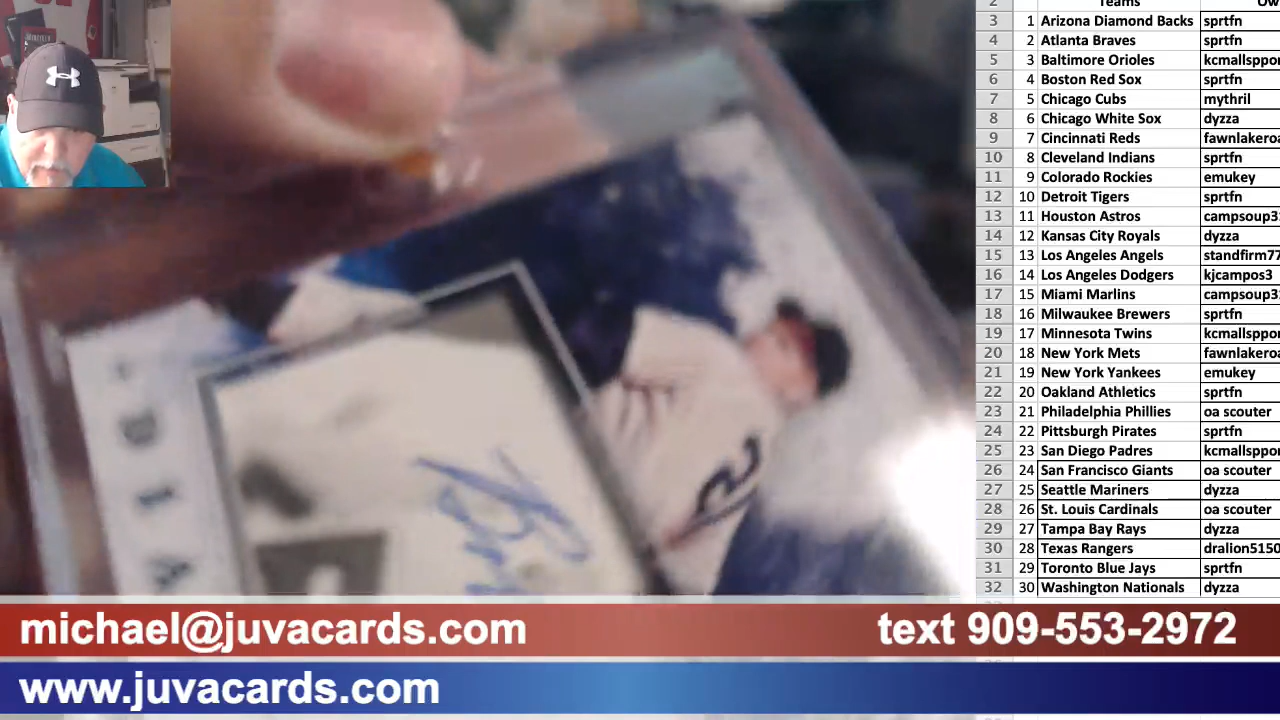 2 Teams
3 1 Arizona Diamond Backs sprtfn
4 2 Atlanta Braves sprtfn
5 3 Baltimore Orioles
6 4 Boston Red Sox sprtfn
7 5 Chicago Cubs mythril
8 6 Chicago White Sox dyzza
9 7 Cincinnati Reds
10 8 Cleveland Indians sprtfn
11 9 Colorado Rockies emukey
12 10 Detroit Tigers sprtfn
13 11 Houston Astros
14 12 Kansas City Royals dyzza
15 13 Los Angeles Angels standfirm77
16 14 Los Angeles Dodgers kjcampos3
17 15 Miami Marlins
18 16 Milwaukee Brewers sprtfn
19 17 Minnesota Twins
20 18 New York Mets
21 19 New York Yankees emukey
22 20 Oakland Athletics sprtfn
23 21 Philadelphia Phillies oa scouter
24 22 Pittsburgh Pirates sprtfn
25 23 San Diego Padres
26 24 San Francisco Giants oa scouter
27 25 Seattle Mariners dyzza
28 26 St. Louis Cardinals oa scouter
29 27 Tampa Bay Rays dyzza
30 28 Texas Rangers dralion5150
31 29 Toronto Blue Jays sprtfn
32 30 Washington Nationals dyzza
michael@juvacards.com text 909-553-2972
www.juvacards.com